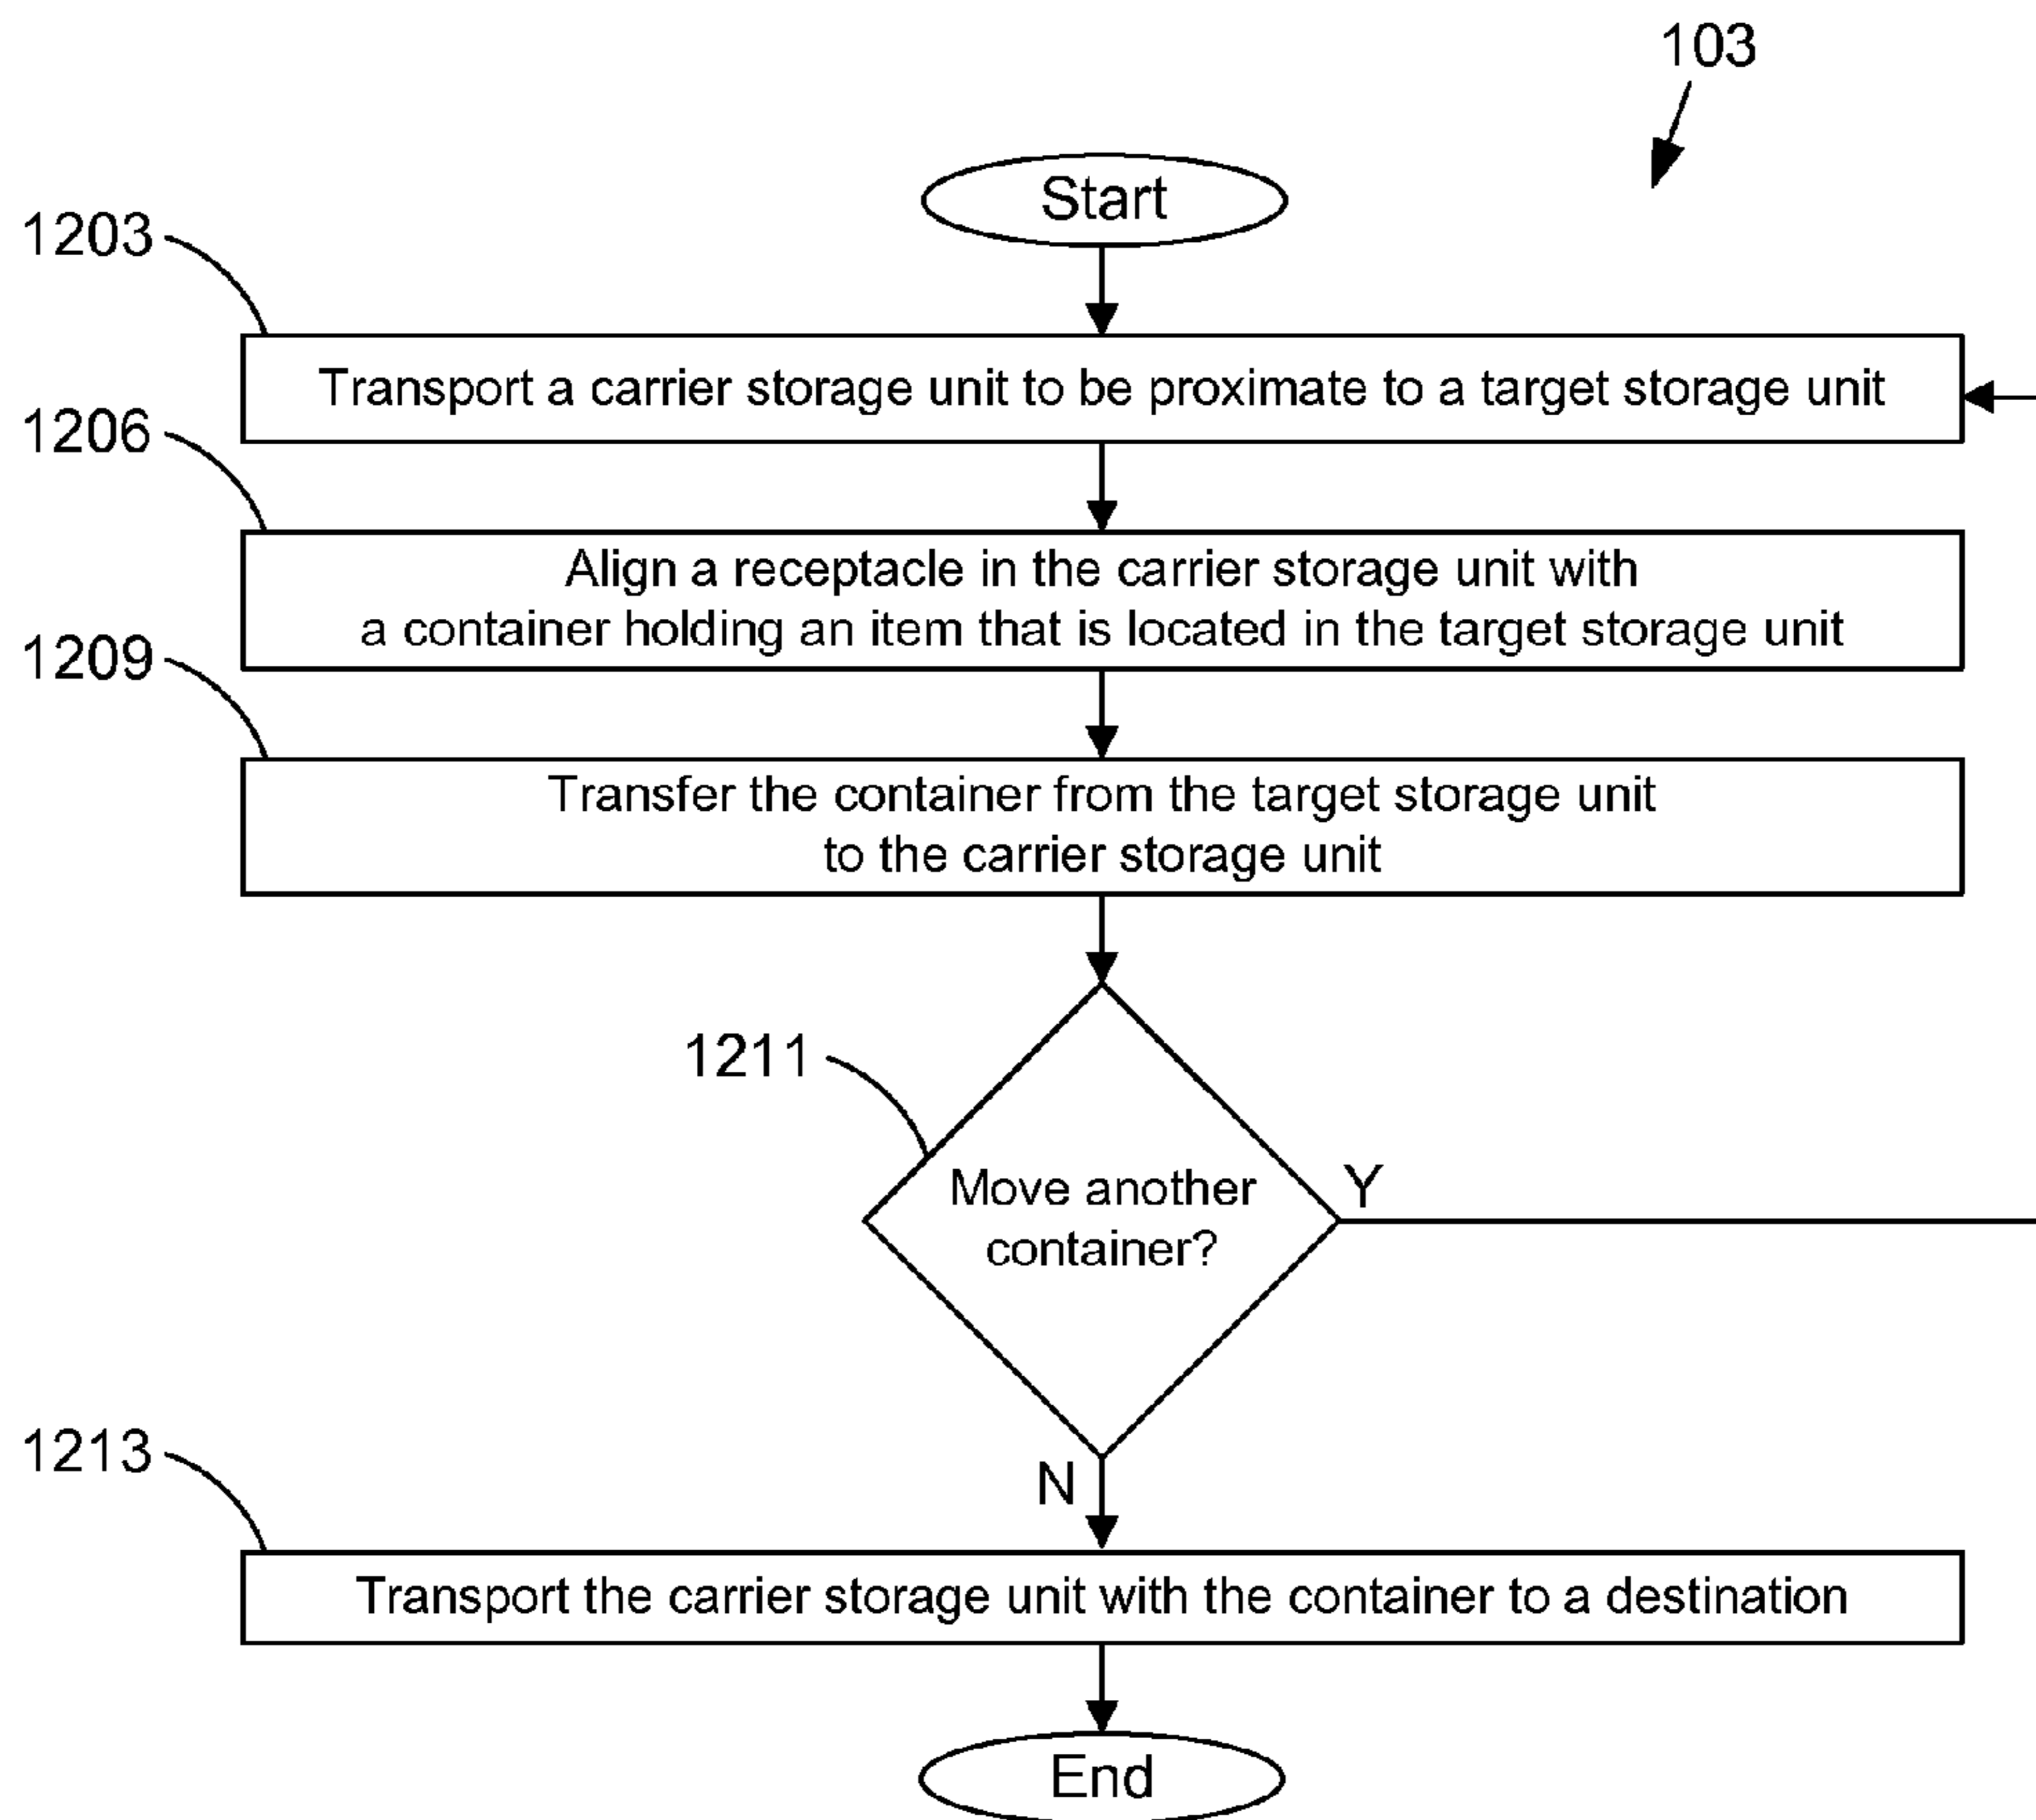 103
Start
1203
Transport a carrier storage unit to be proximate to a target storage unit
1206
Align a receptacle in the carrier storage unit with
a container holding an item that is located in the target storage unit
1209
Transfer the container from the target storage unit
to the carrier storage unit
1211
Move another
container?
Y
N
1213
Transport the carrier storage unit with the container to a destination
End